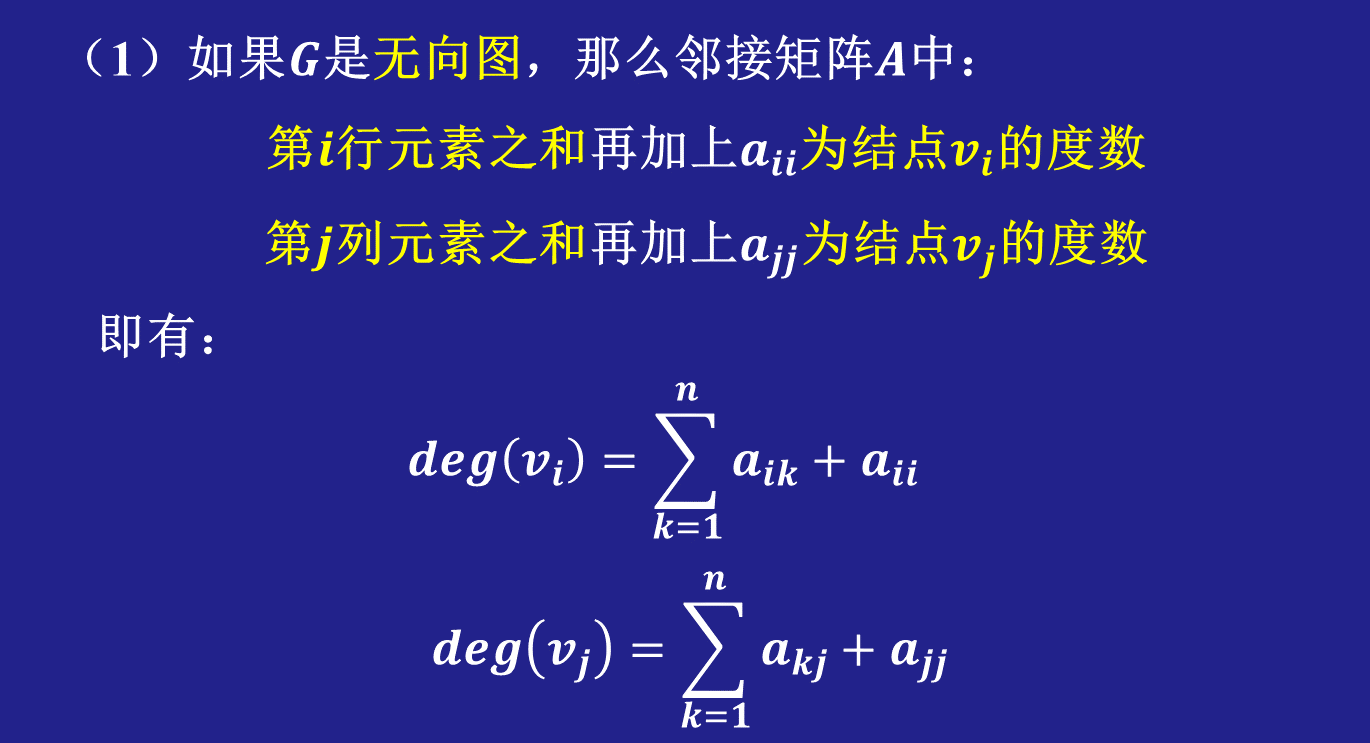 （1）如果G是无向图，那么邻接矩阵A中：
第i行元素之和再加上aᵢᵢ为结点vᵢ的度数
第j列元素之和再加上aⱼⱼ为结点vⱼ的度数
即有：
deg(vᵢ) = ∑ₖ₌₁ⁿ aᵢₖ + aᵢᵢ
deg(vⱼ) = ∑ₖ₌₁ⁿ aₖⱼ + aⱼⱼ